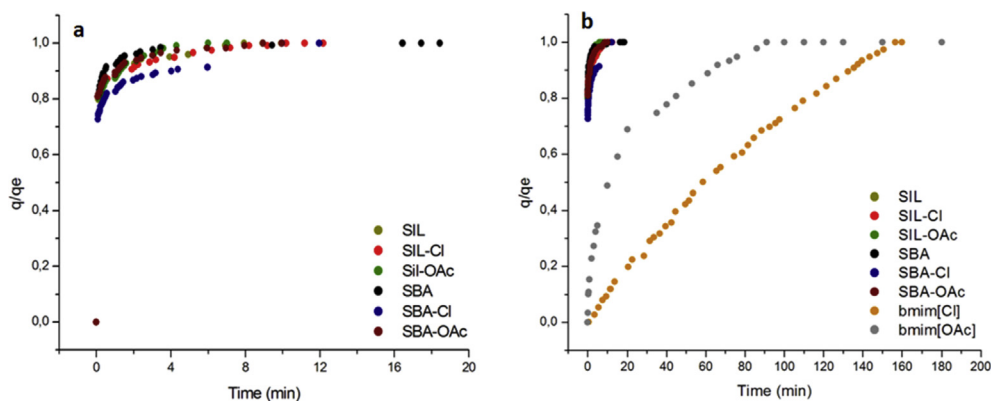 a
1,0
0,8
0,6
0,4
0,2
0,0
q/qe
0 4 8 12 16 20
Time (min)
SIL
SIL-Cl
Sil-OAc
SBA
SBA-Cl
SBA-OAc
b
1,0
0,8
0,6
0,4
0,2
0,0
q/qe
0 20 40 60 80 100 120 140 160 180 200
Time (min)
SIL
SIL-Cl
SIL-OAc
SBA
SBA-Cl
SBA-OAc
bmim[Cl]
bmim[OAc]